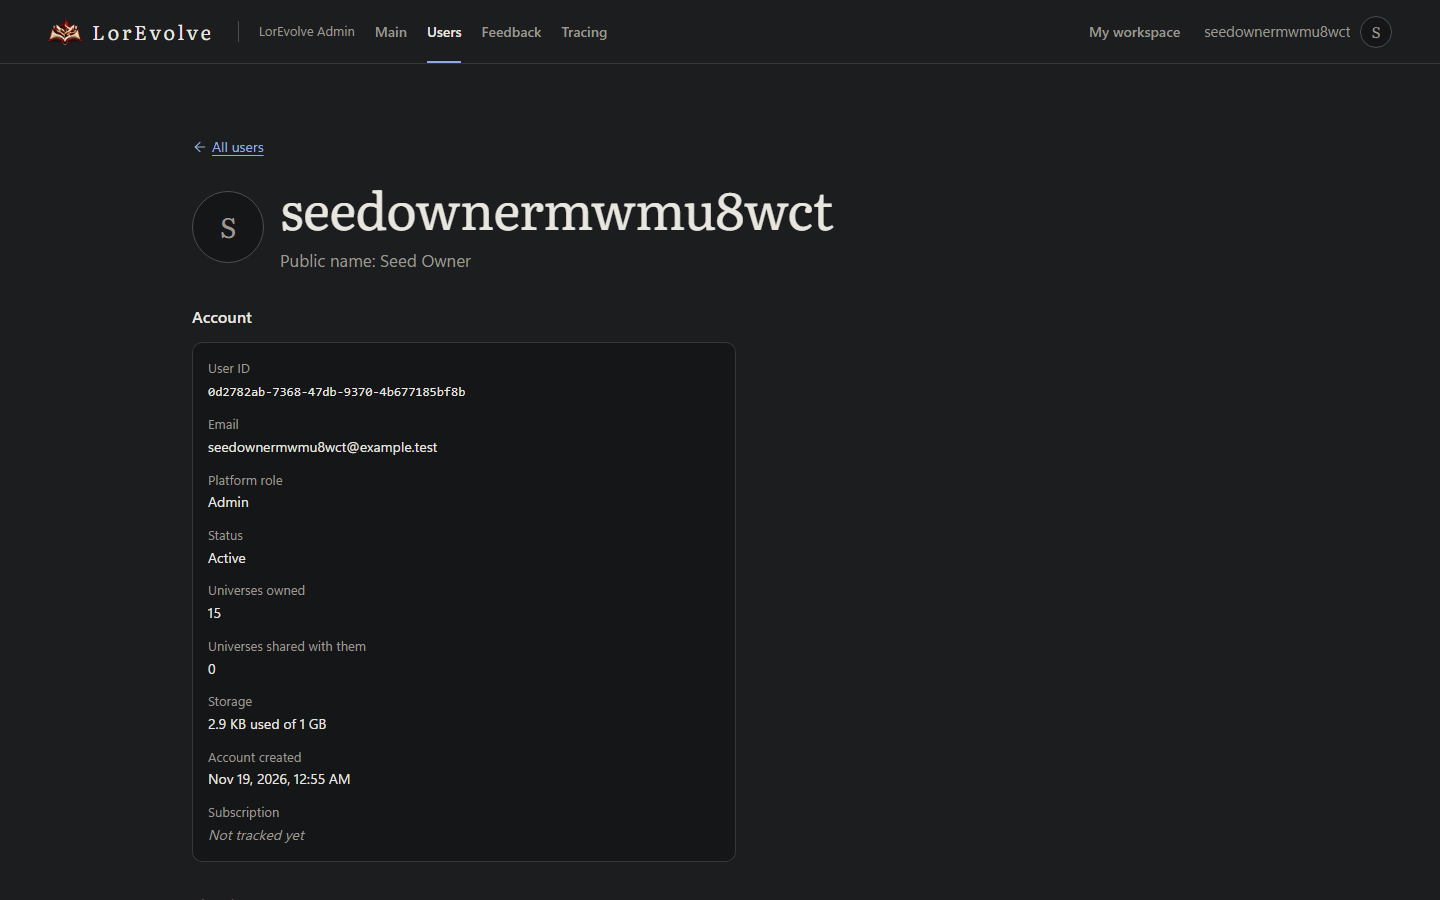 LorEvolve
LorEvolve Admin
Main
Users
Feedback
Tracing
My workspace
seedownermwmu8wct
S
← All users
S
seedownermwmu8wct
Public name: Seed Owner
Account
User ID
0d2782ab-7368-47db-9370-4b677185bf8b
Email
seedownermwmu8wct@example.test
Platform role
Admin
Status
Active
Universes owned
15
Universes shared with them
0
Storage
2.9 KB used of 1 GB
Account created
Nov 19, 2026, 12:55 AM
Subscription
Not tracked yet